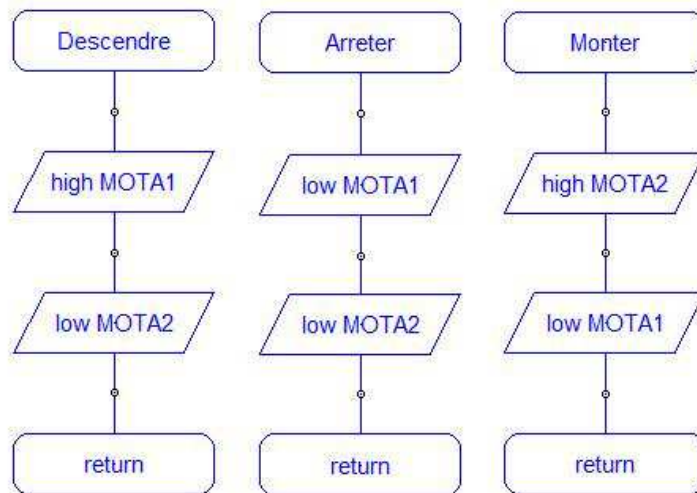 Descendre
high MOTA1
low MOTA2
return
Arreter
low MOTA1
low MOTA2
return
Monter
high MOTA2
low MOTA1
return